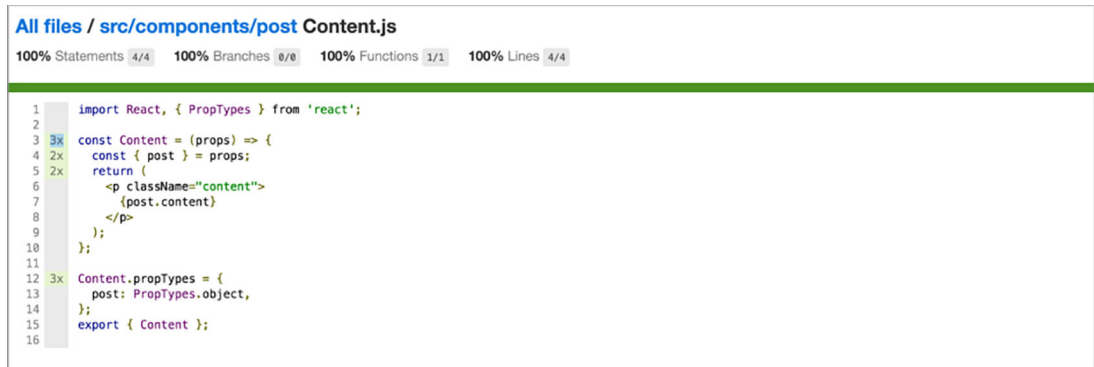 All files / src/components/post Content.js
100% Statements 4/4 100% Branches 0/0 100% Functions 1/1 100% Lines 4/4
1 import React, { PropTypes } from 'react';
2
3 3x const Content = (props) => {
4 2x const { post } = props;
5 2x return (
6 <p className="content">
7 {post.content}
8 </p>
9 );
10 };
11
12 3x Content.propTypes = {
13 post: PropTypes.object,
14 };
15 export { Content };
16